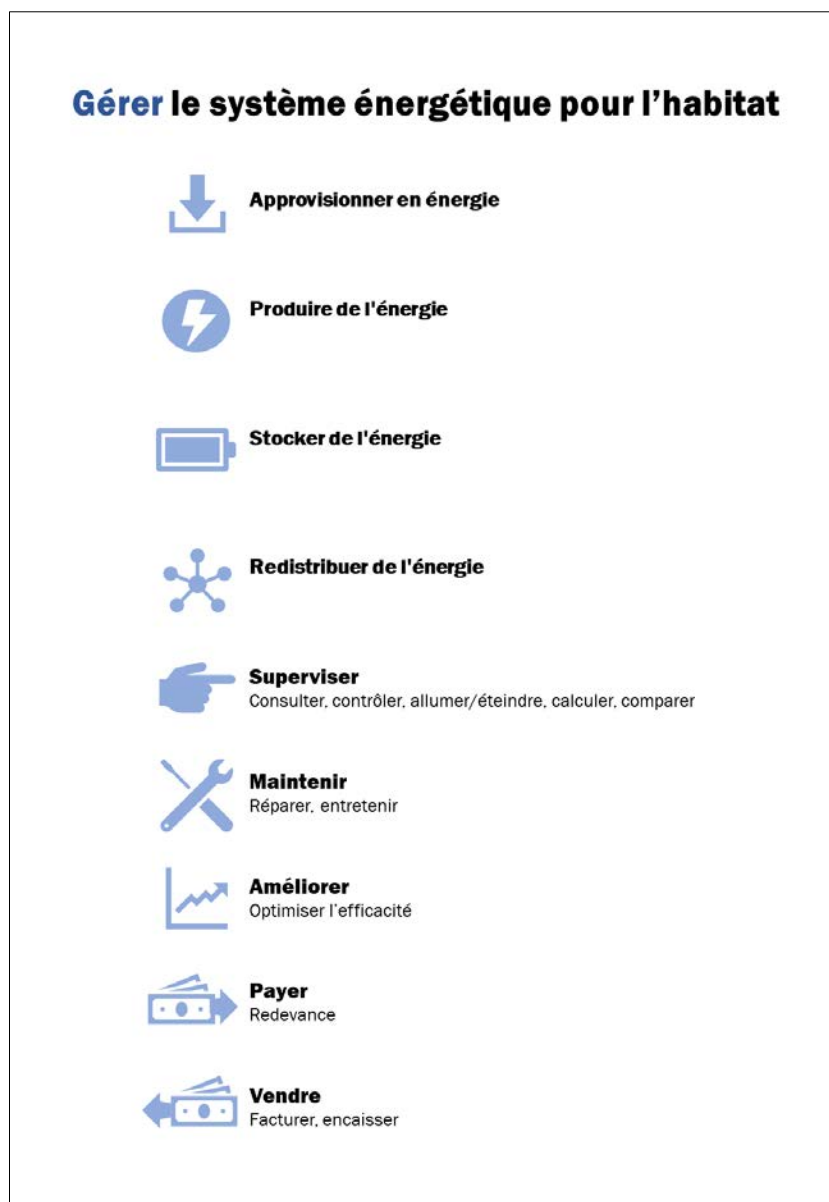 Gérer le système énergétique pour l’habitat
Approvisionner en énergie
Produire de l'énergie
Stocker de l'énergie
Redistribuer de l'énergie
Superviser
Consulter, contrôler, allumer/éteindre, calculer, comparer
Maintenir
Réparer, entretenir
Améliorer
Optimiser l’efficacité
Payer
Redevance
Vendre
Facturer, encaisser